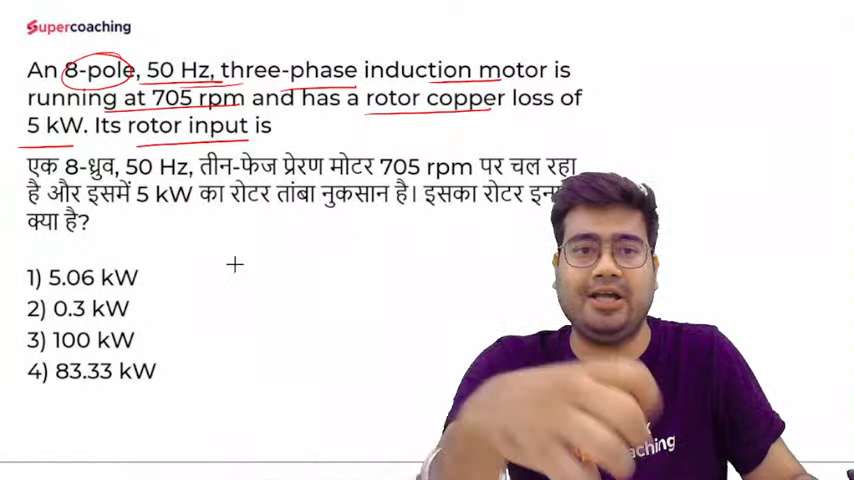 Supercoaching
An 8-pole, 50 Hz, three-phase induction motor is
running at 705 rpm and has a rotor copper loss of
5 kW. Its rotor input is
एक 8-ध्रुव, 50 Hz, तीन-फेज प्रेरण मोटर 705 rpm पर चल रहा
है और इसमें 5 kW का रोटर तांबा नुकसान है। इसका रोटर
क्या है?
1) 5.06 kW
2) 0.3 kW
3) 100 kW
4) 83.33 kW